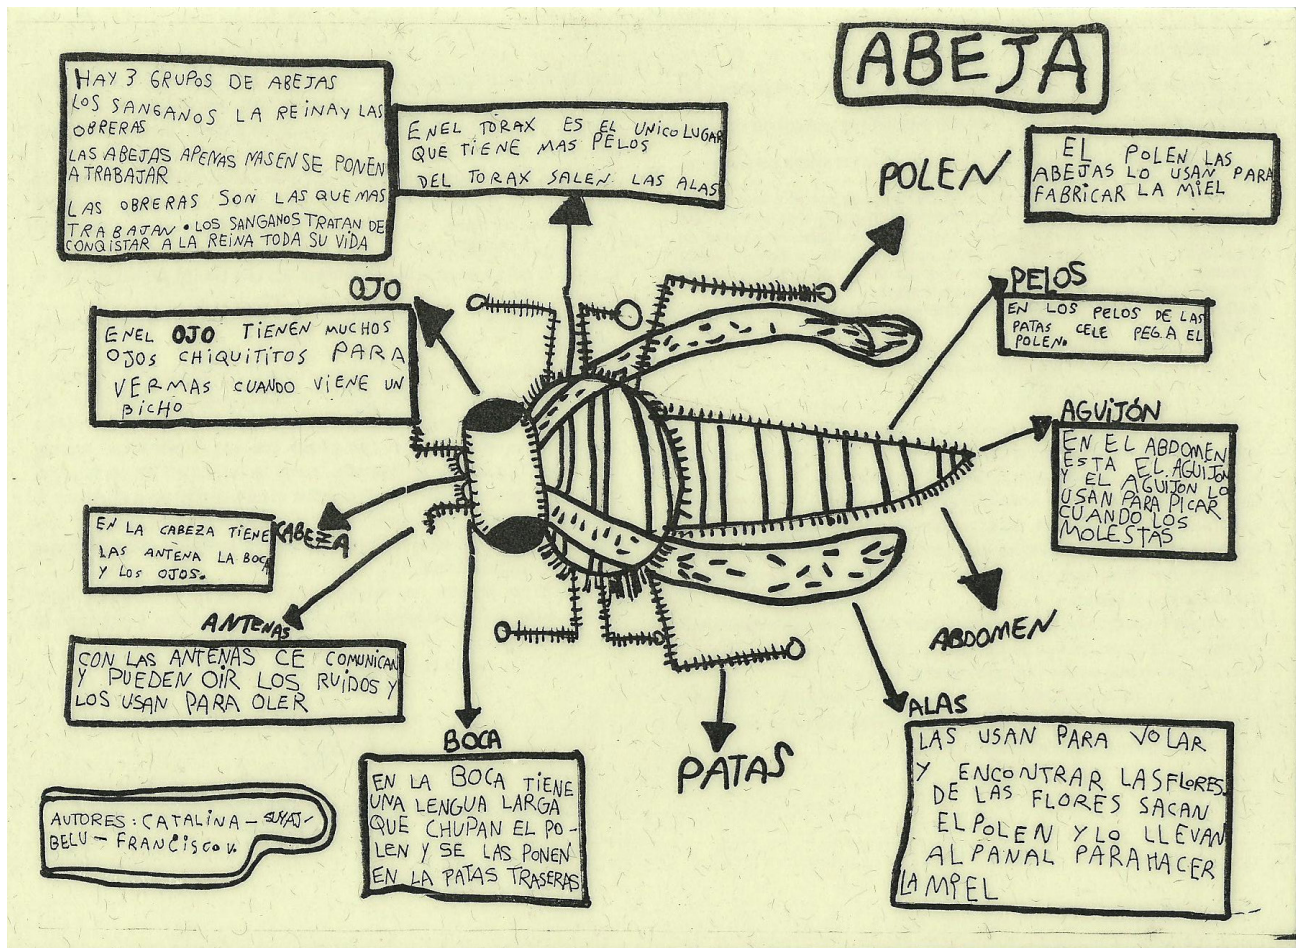 ABEJA
HAY 3 GRUPOS DE ABEJAS
LOS SANGANOS LA REINA Y LAS
OBRERAS
LAS ABEJAS APENAS NASEN SE PONEN
A TRABAJAR
LAS OBRERAS SON LAS QUE MAS
TRABAJAN. LOS SANGANOS TRATAN DE
CONQISTAR A LA REINA TODA SU VIDA
EN EL TORAX ES EL UNICO LUGAR
QUE TIENE MAS PELOS
DEL TORAX SALEN LAS ALAS
POLEN
EL POLEN LAS
ABEJAS LO USAN PARA
FABRICAR LA MIEL
OJO
EN EL OJO TIENEN MUCHOS
OJOS CHIQUITITOS PARA
VER MAS CUANDO VIENE UN
BICHO
PELOS
EN LOS PELOS DE LAS
PATAS CELE PEGA EL
POLEN.
AGUIJÓN
EN EL ABDOMEN
ESTA EL AGUIJON
Y EL AGUIJON LO
USAN PARA PICAR
CUANDO LOS
MOLESTAS
CABEZA
EN LA CABEZA TIENE
LAS ANTENA LA BOCA
Y LOS OJOS.
ANTENAS
CON LAS ANTENAS CE COMUNICAN
Y PUEDEN OIR LOS RUIDOS Y
LOS USAN PARA OLER
ABDOMEN
BOCA
EN LA BOCA TIENE
UNA LENGUA LARGA
QUE CHUPAN EL PO-
LEN Y SE LAS PONEN
EN LA PATAS TRASERAS
PATAS
ALAS
LAS USAN PARA VOLAR
Y ENCONTRAR LAS FLORES.
DE LAS FLORES SACAN
EL POLEN Y LO LLEVAN
AL PANAL PARA HACER
LA MIEL
AUTORES: CATALINA -
BELU - FRANCISCO V.